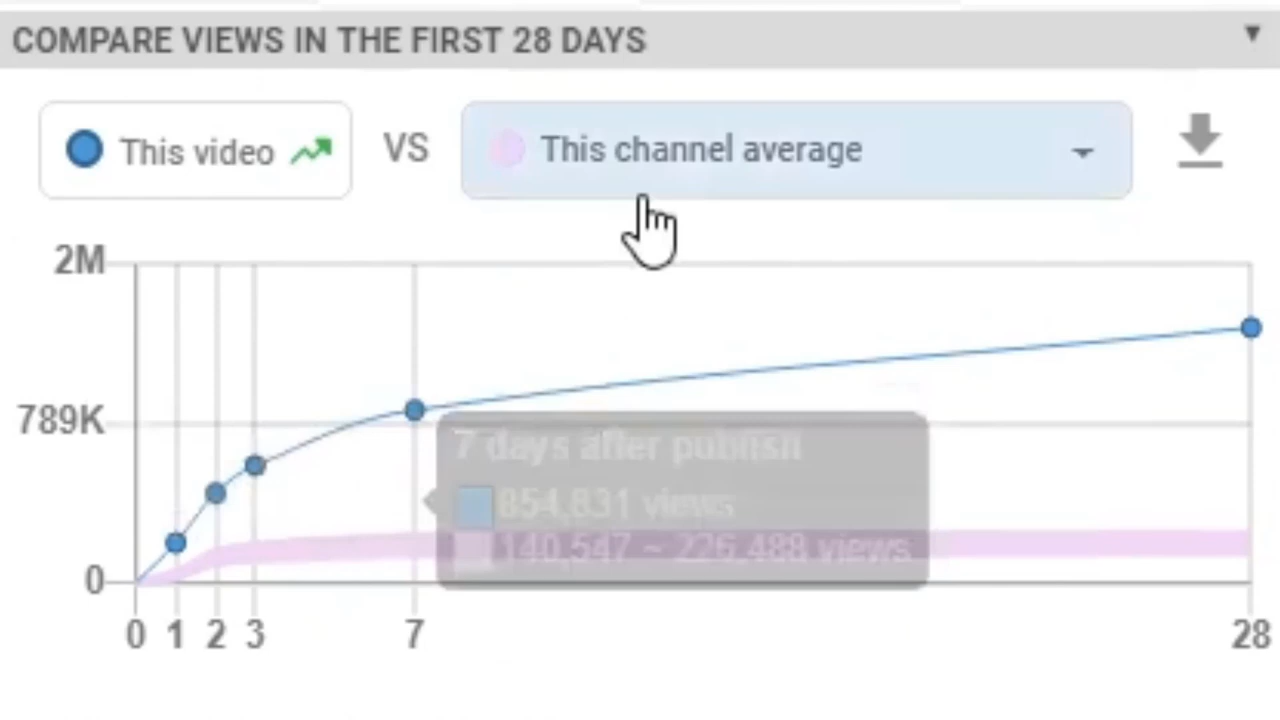 COMPARE VIEWS IN THE FIRST 28 DAYS
This video
VS
This channel average
2M
789K
0
7 days after publish
854,831 views
140,547 ~ 226,488 views
0 1 2 3 7 28